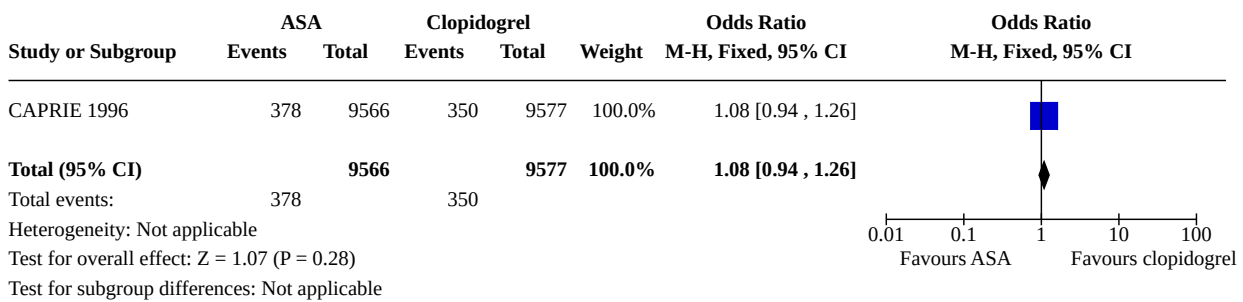 ASA Clopidogrel Odds Ratio Odds Ratio
Study or Subgroup Events Total Events Total Weight M-H, Fixed, 95% CI M-H, Fixed, 95% CI
CAPRIE 1996 378 9566 350 9577 100.0% 1.08 [0.94 , 1.26]
Total (95% CI) 9566 9577 100.0% 1.08 [0.94 , 1.26]
Total events: 378 350
Heterogeneity: Not applicable
0.01 0.1 1 10 100
Test for overall effect: Z = 1.07 (P = 0.28) Favours ASA Favours clopidogrel
Test for subgroup differences: Not applicable